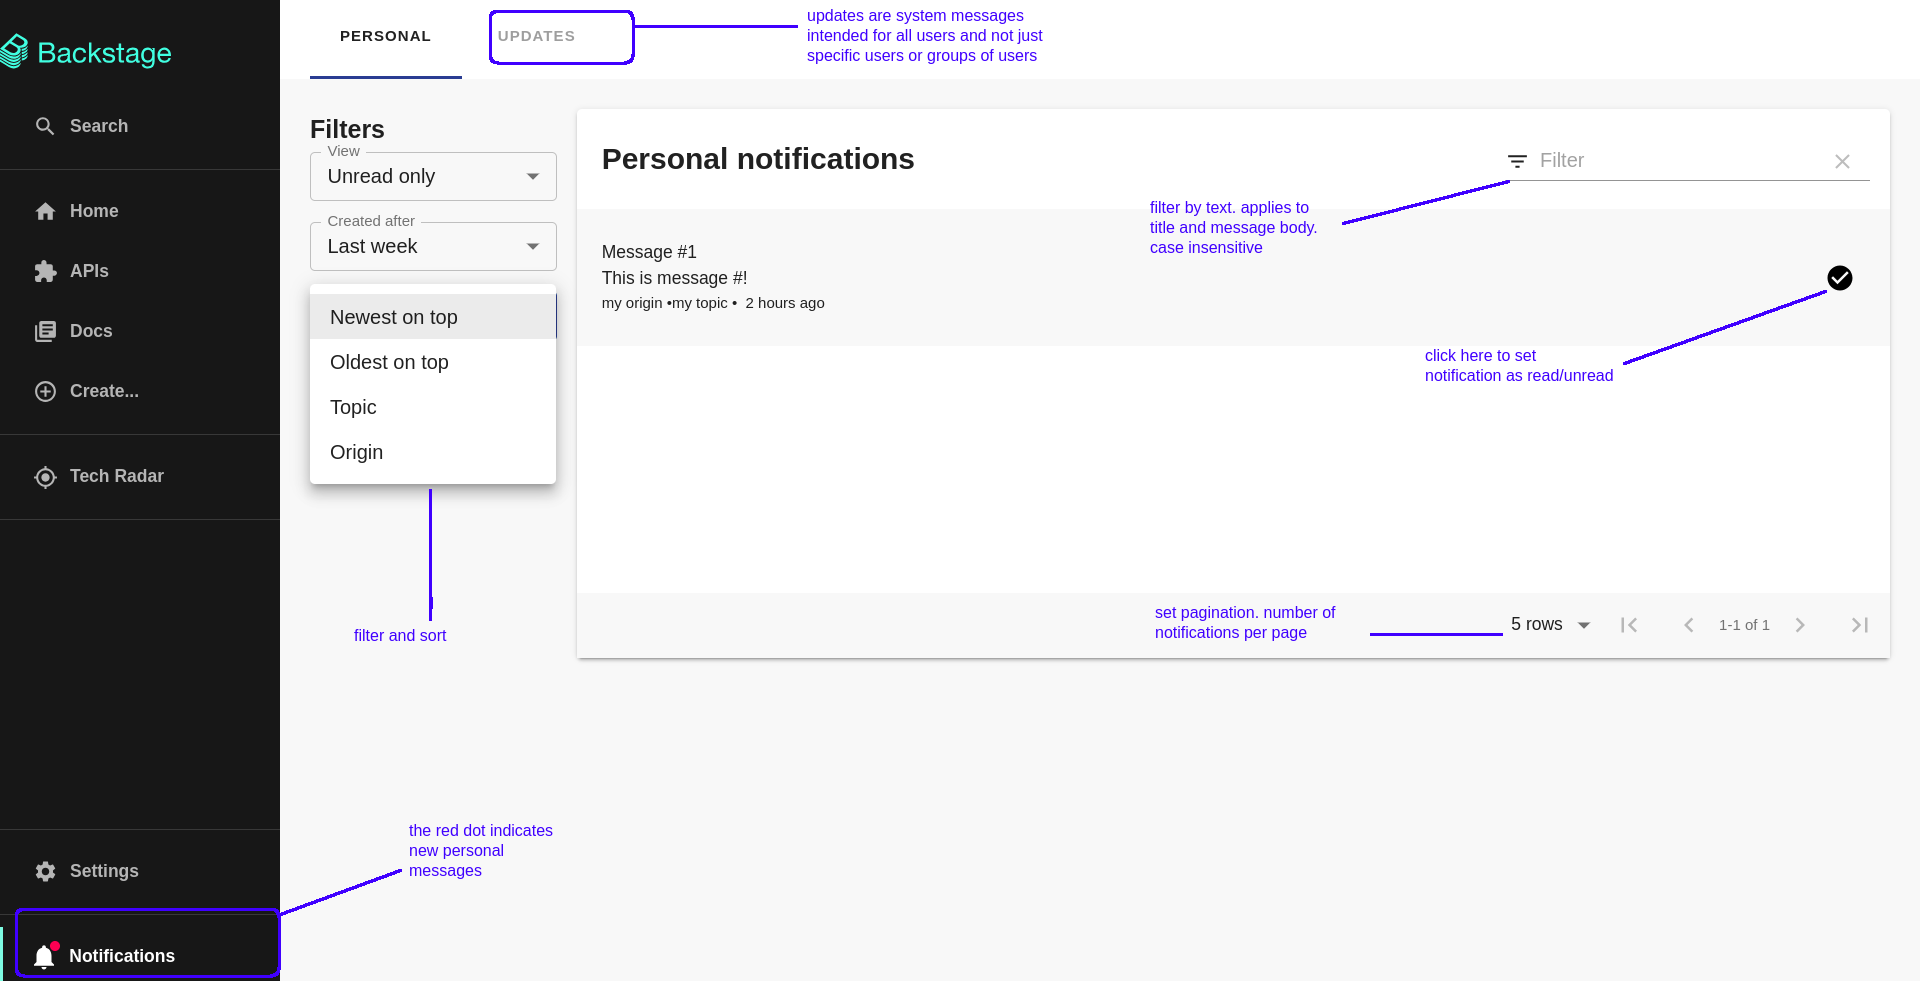 Backstage
Search
Home
APIs
Docs
Create...
Tech Radar
Settings
Notifications
PERSONAL
UPDATES
updates are system messages
intended for all users and not just
specific users or groups of users
Filters
View
Unread only
Created after
Last week
Newest on top
Oldest on top
Topic
Origin
filter and sort
Personal notifications
Filter
filter by text. applies to
title and message body.
case insensitive
Message #1
This is message #!
my origin •my topic • 2 hours ago
click here to set
notification as read/unread
set pagination. number of
notifications per page
5 rows
1-1 of 1
the red dot indicates
new personal
messages